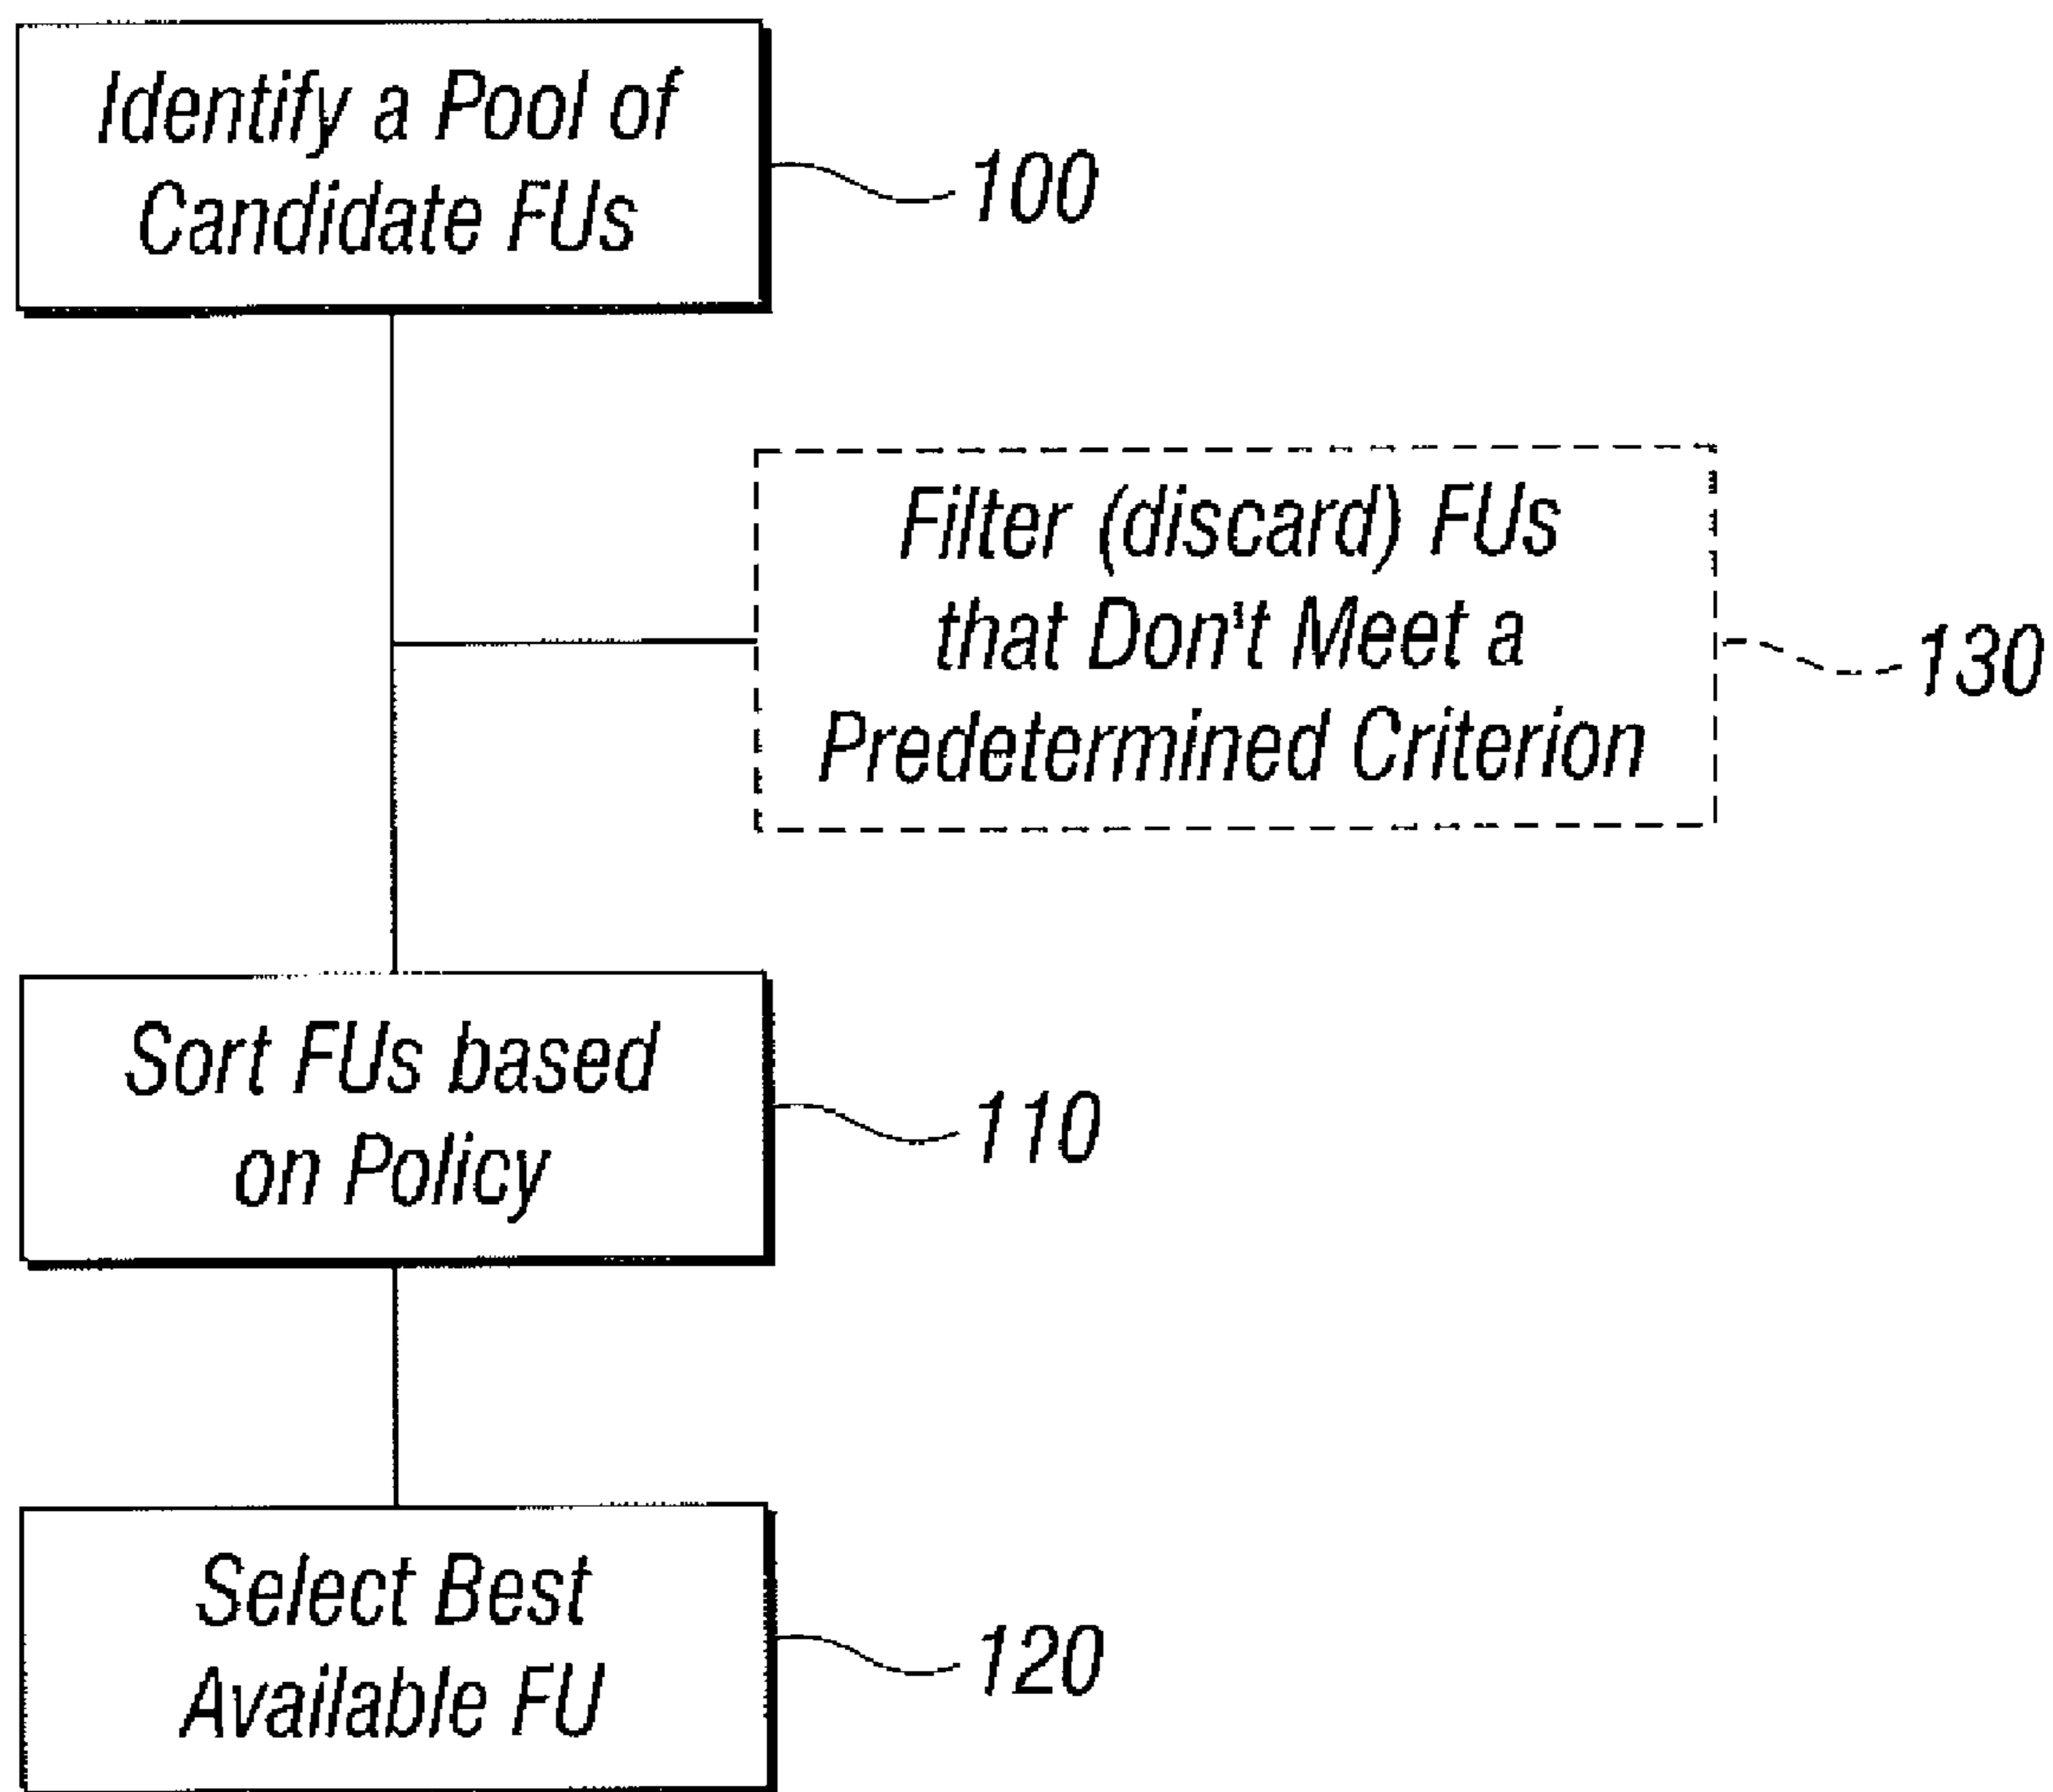 Identify a Pool of
Candidate FUs
100
Filter (discard) FUs
that Don't Meet a
Predetermined Criterion
130
Sort FUs based
on Policy
110
Select Best
Available FU
120